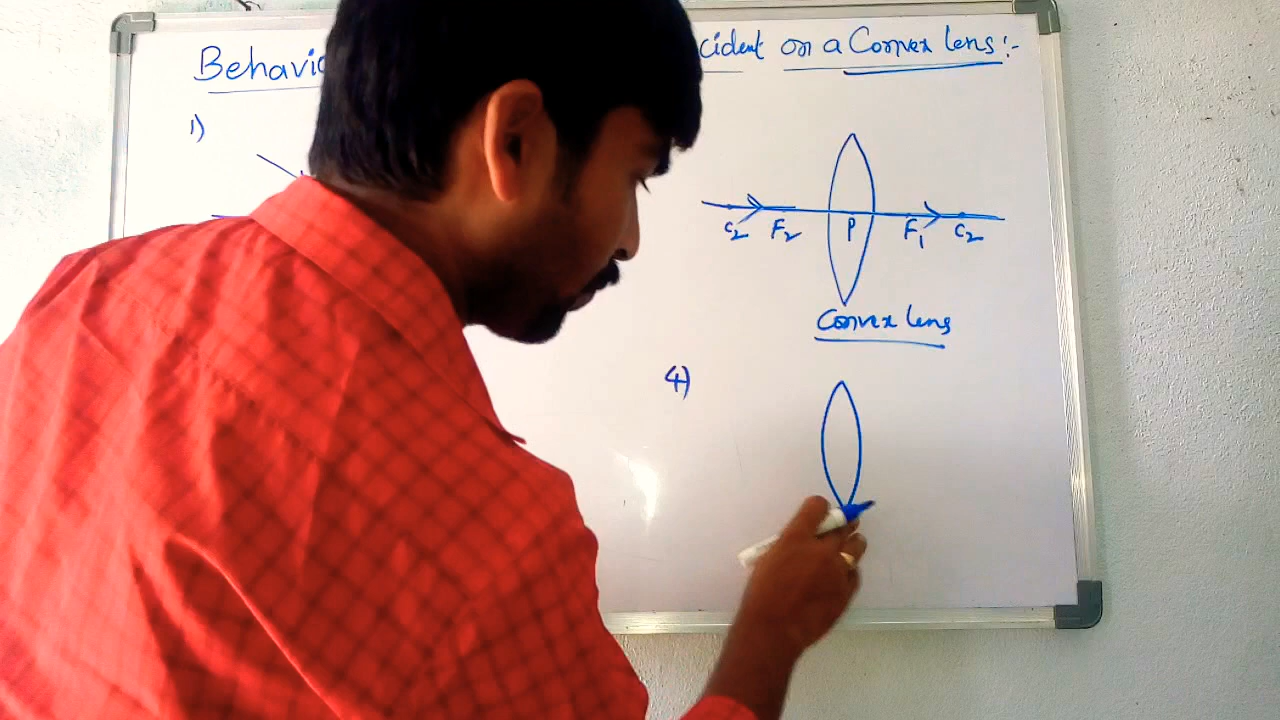 Behavio
cident on a Convex lens:-
1)
C2 F2 P F1 C2
Convex lens
4)